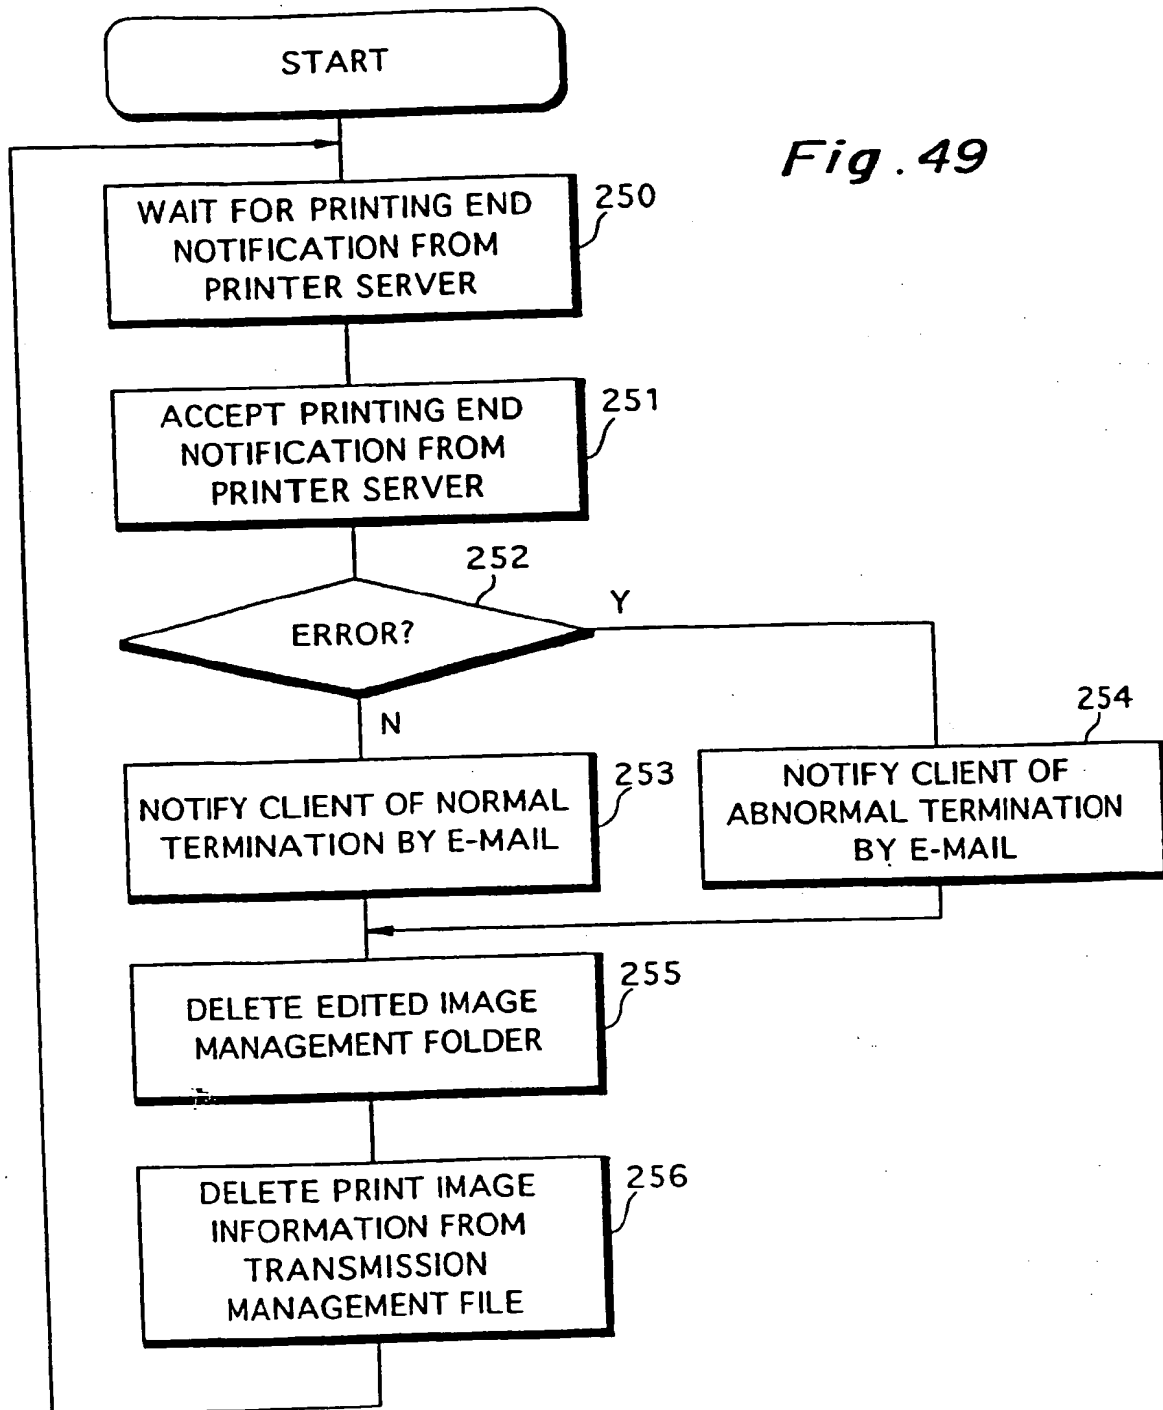 START
Fig. 49
WAIT FOR PRINTING END
NOTIFICATION FROM
PRINTER SERVER
250
ACCEPT PRINTING END
NOTIFICATION FROM
PRINTER SERVER
251
252
ERROR?
Y
N
NOTIFY CLIENT OF NORMAL
TERMINATION BY E-MAIL
253
254
NOTIFY CLIENT OF
ABNORMAL TERMINATION
BY E-MAIL
DELETE EDITED IMAGE
MANAGEMENT FOLDER
255
DELETE PRINT IMAGE
INFORMATION FROM
TRANSMISSION
MANAGEMENT FILE
256